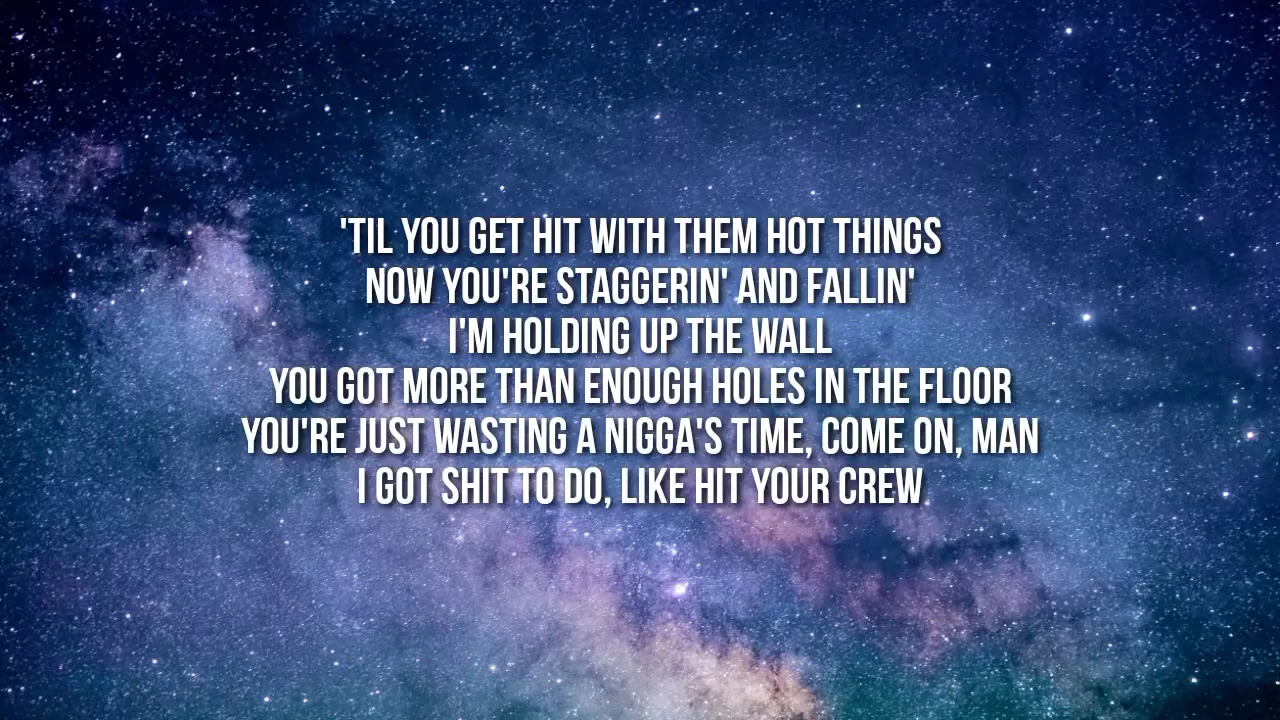 'TIL YOU GET HIT WITH THEM HOT THINGS
NOW YOU'RE STAGGERIN' AND FALLIN'
I'M HOLDING UP THE WALL
YOU GOT MORE THAN ENOUGH HOLES IN THE FLOOR
YOU'RE JUST WASTING A NIGGA'S TIME, COME ON, MAN
I GOT SHIT TO DO, LIKE HIT YOUR CREW